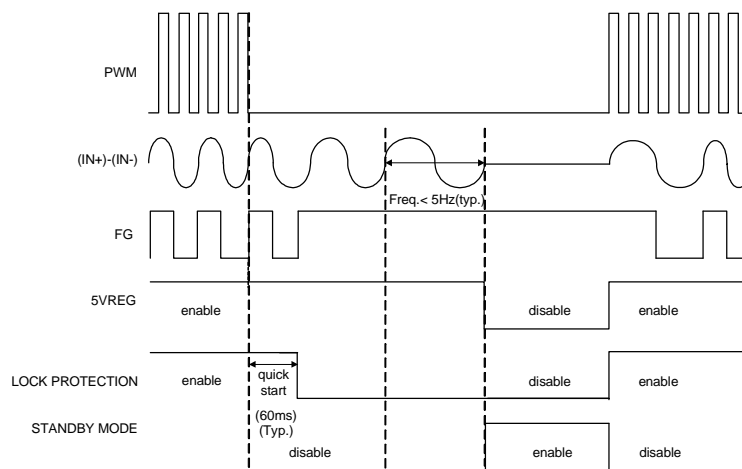 PWM
(IN+)-(IN-)
Freq.< 5Hz(typ.)
FG
5VREG
enable
disable
enable
LOCK PROTECTION
enable
quick
start
(60ms)
(Typ.)
disable
enable
STANDBY MODE
disable
enable
disable